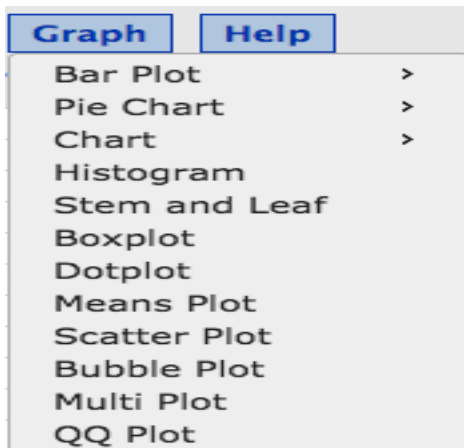 Graph Help
Bar Plot >
Pie Chart >
Chart >
Histogram
Stem and Leaf
Boxplot
Dotplot
Means Plot
Scatter Plot
Bubble Plot
Multi Plot
QQ Plot